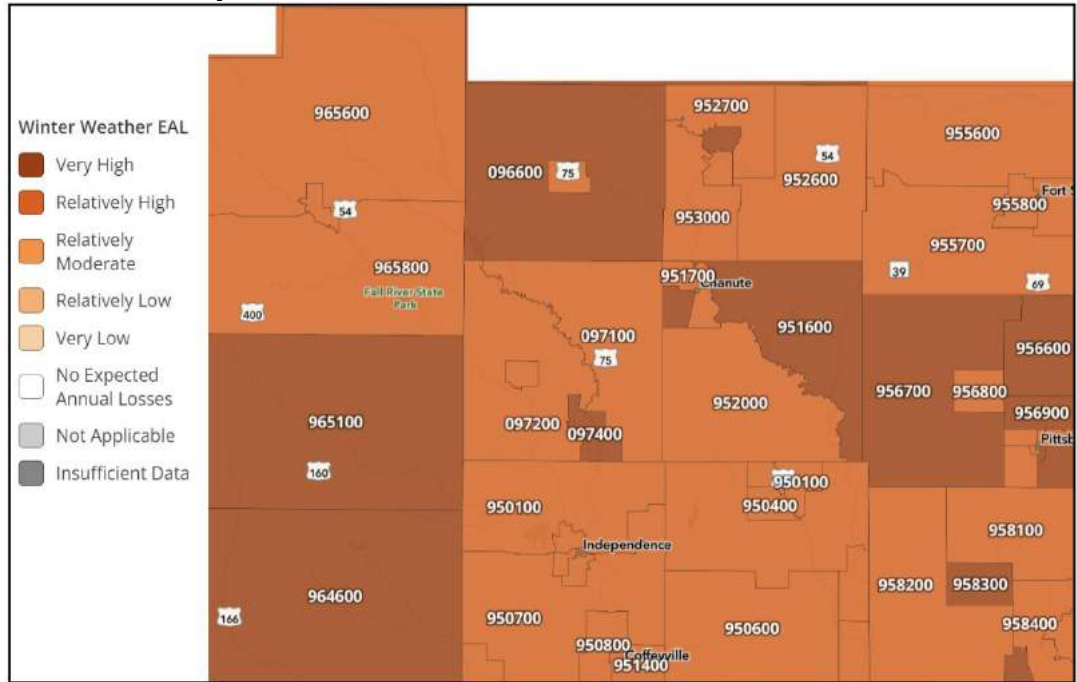 Winter Weather EAL
Very High
Relatively High
Relatively
Moderate
Relatively Low
Very Low
No Expected
Annual Losses
Not Applicable
Insufficient Data
965600
54
965800
Fall River State
Park
400
965100
160
964600
166
096600
75
952700
54
952600
953000
955600
Fort S
955800
955700
39
69
951700
Chanute
951600
097100
75
952000
097200
097400
956600
956700
956800
956900
Pittsb
950100
950100
950400
Independence
958100
958200
958300
950700
950600
958400
950800
Coffeyville
951400